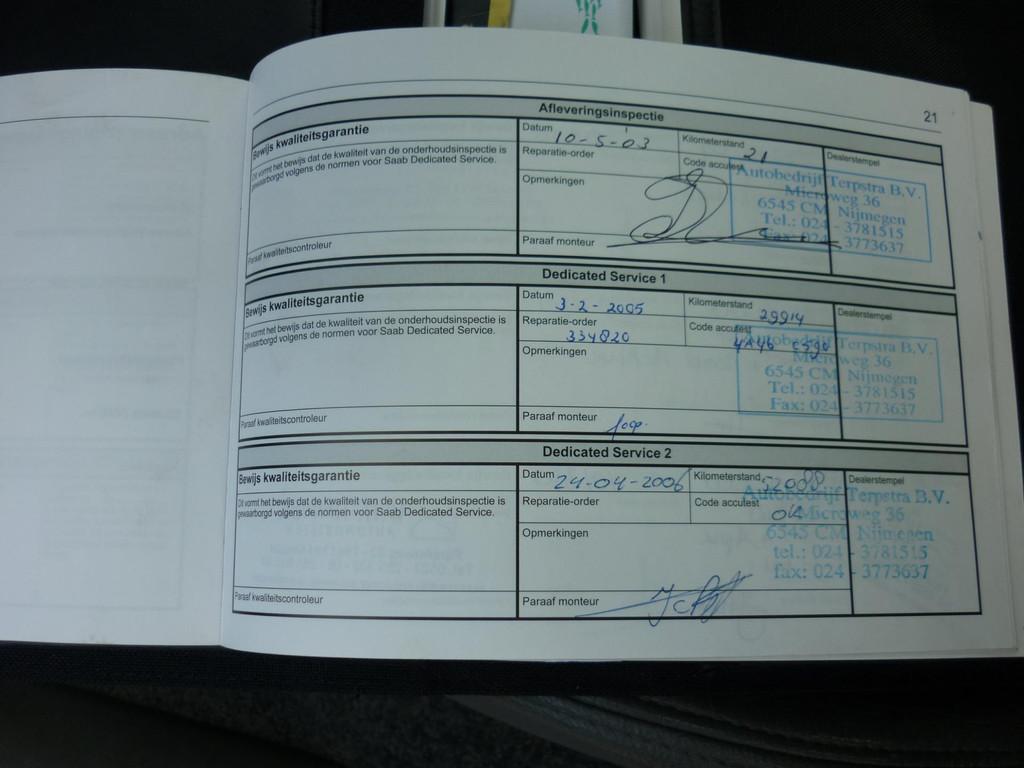 21
Afleveringsinspectie
Bewijs kwaliteitsgarantie
Dit vormt het bewijs dat de kwaliteit van de onderhoudsinspectie is
gewaarborgd volgens de normen voor Saab Dedicated Service.
Paraaf kwaliteitscontroleur
Datum 10-5-03
Kilometerstand 21
Dealerstempel
Reparatie-order
Code accutest
Opmerkingen
Paraaf monteur
Autobedrijf Terpstra B.V.
Microweg 36
6545 CM Nijmegen
Tel.: 024 - 3781515
Fax: 024 - 3773637
Dedicated Service 1
Bewijs kwaliteitsgarantie
Dit vormt het bewijs dat de kwaliteit van de onderhoudsinspectie is
gewaarborgd volgens de normen voor Saab Dedicated Service.
Paraaf kwaliteitscontroleur
Datum 3-2-2005
Kilometerstand 29914
Dealerstempel
Reparatie-order 334820
Code accutest
Opmerkingen
Paraaf monteur
Autobedrijf Terpstra B.V.
Microweg 36
6545 CM Nijmegen
Tel.: 024 - 3781515
Fax: 024 - 3773637
Dedicated Service 2
Bewijs kwaliteitsgarantie
Dit vormt het bewijs dat de kwaliteit van de onderhoudsinspectie is
gewaarborgd volgens de normen voor Saab Dedicated Service.
Paraaf kwaliteitscontroleur
Datum 24-04-2006
Kilometerstand 52088
Dealerstempel
Reparatie-order
Code accutest
Opmerkingen
Paraaf monteur
Autobedrijf Terpstra B.V.
Microweg 36
6545 CM Nijmegen
tel.: 024 - 3781515
fax: 024 - 3773637